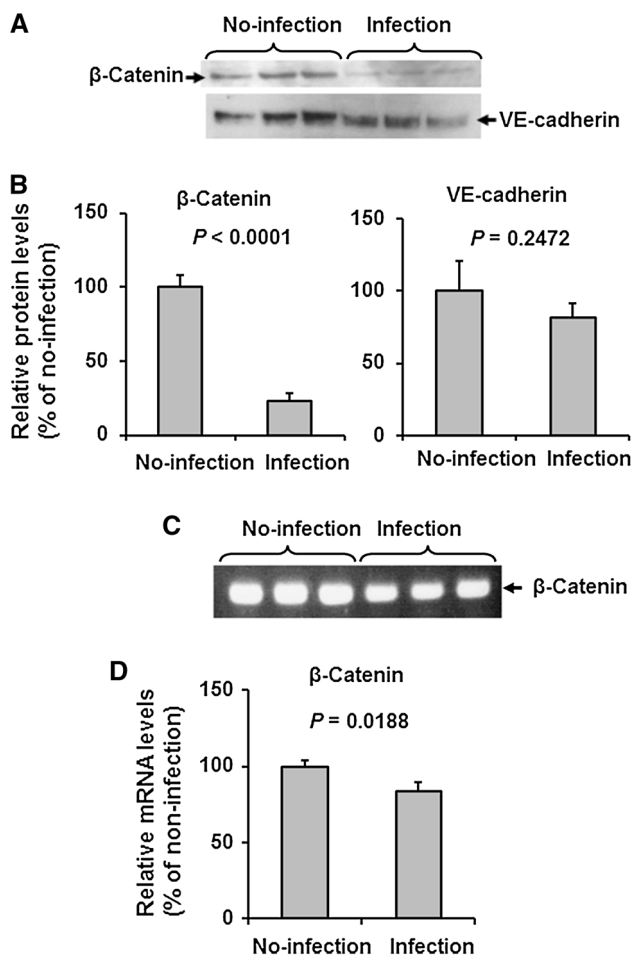 A
No-infection Infection
β-Catenin
VE-cadherin
B
β-Catenin
P < 0.0001
VE-cadherin
P = 0.2472
Relative protein levels
(% of no-infection)
150
100
50
0
No-infection Infection
150
100
50
0
No-infection Infection
C
No-infection Infection
β-Catenin
D
β-Catenin
P = 0.0188
Relative mRNA levels
(% of non-infection)
150
100
50
0
No-infection Infection